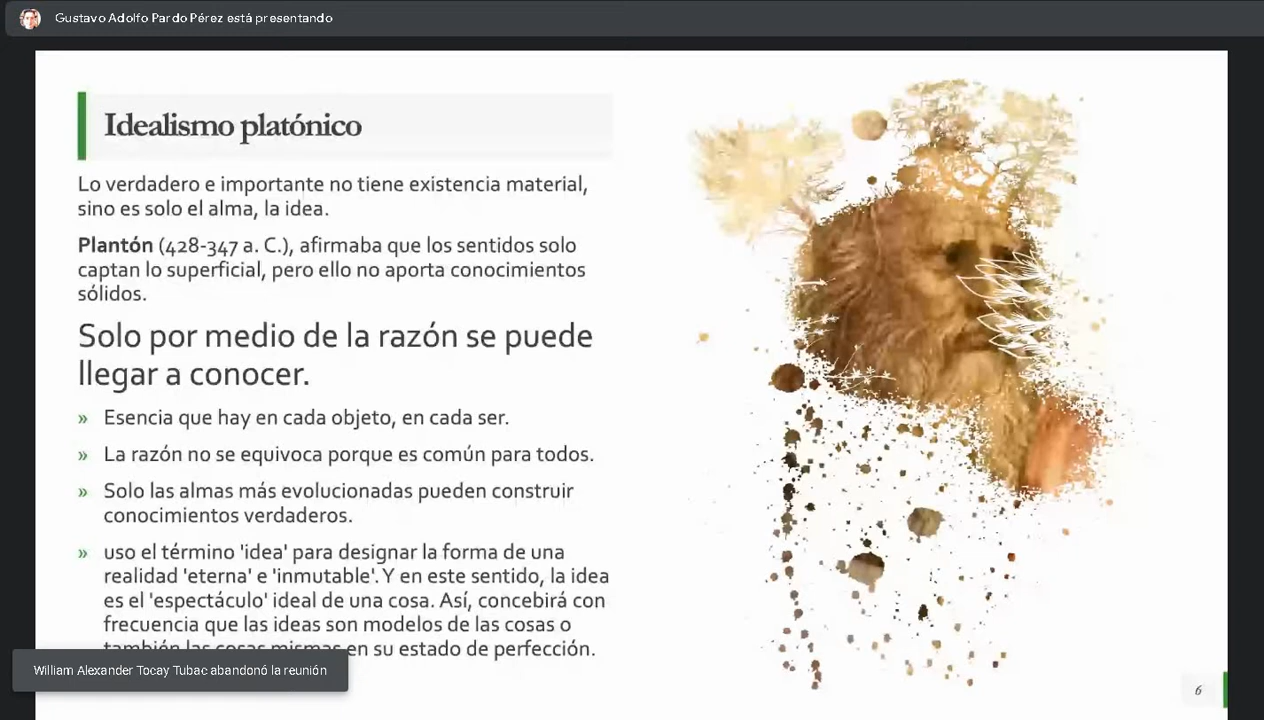 Gustavo Adolfo Pardo Pérez está presentando
Idealismo platónico
Lo verdadero e importante no tiene existencia material,
sino es solo el alma, la idea.
Plantón (428-347 a. C.), afirmaba que los sentidos solo
captan lo superficial, pero ello no aporta conocimientos
sólidos.
Solo por medio de la razón se puede
llegar a conocer.
» Esencia que hay en cada objeto, en cada ser.
» La razón no se equivoca porque es común para todos.
» Solo las almas más evolucionadas pueden construir
conocimientos verdaderos.
» uso el término 'idea' para designar la forma de una
realidad 'eterna' e 'inmutable'. Y en este sentido, la idea
es el 'espectáculo' ideal de una cosa. Así, concebirá con
frecuencia que las ideas son modelos de las cosas o
también las cosas mismas en su estado de perfección.
William Alexander Tocay Tubac abandonó la reunión
6